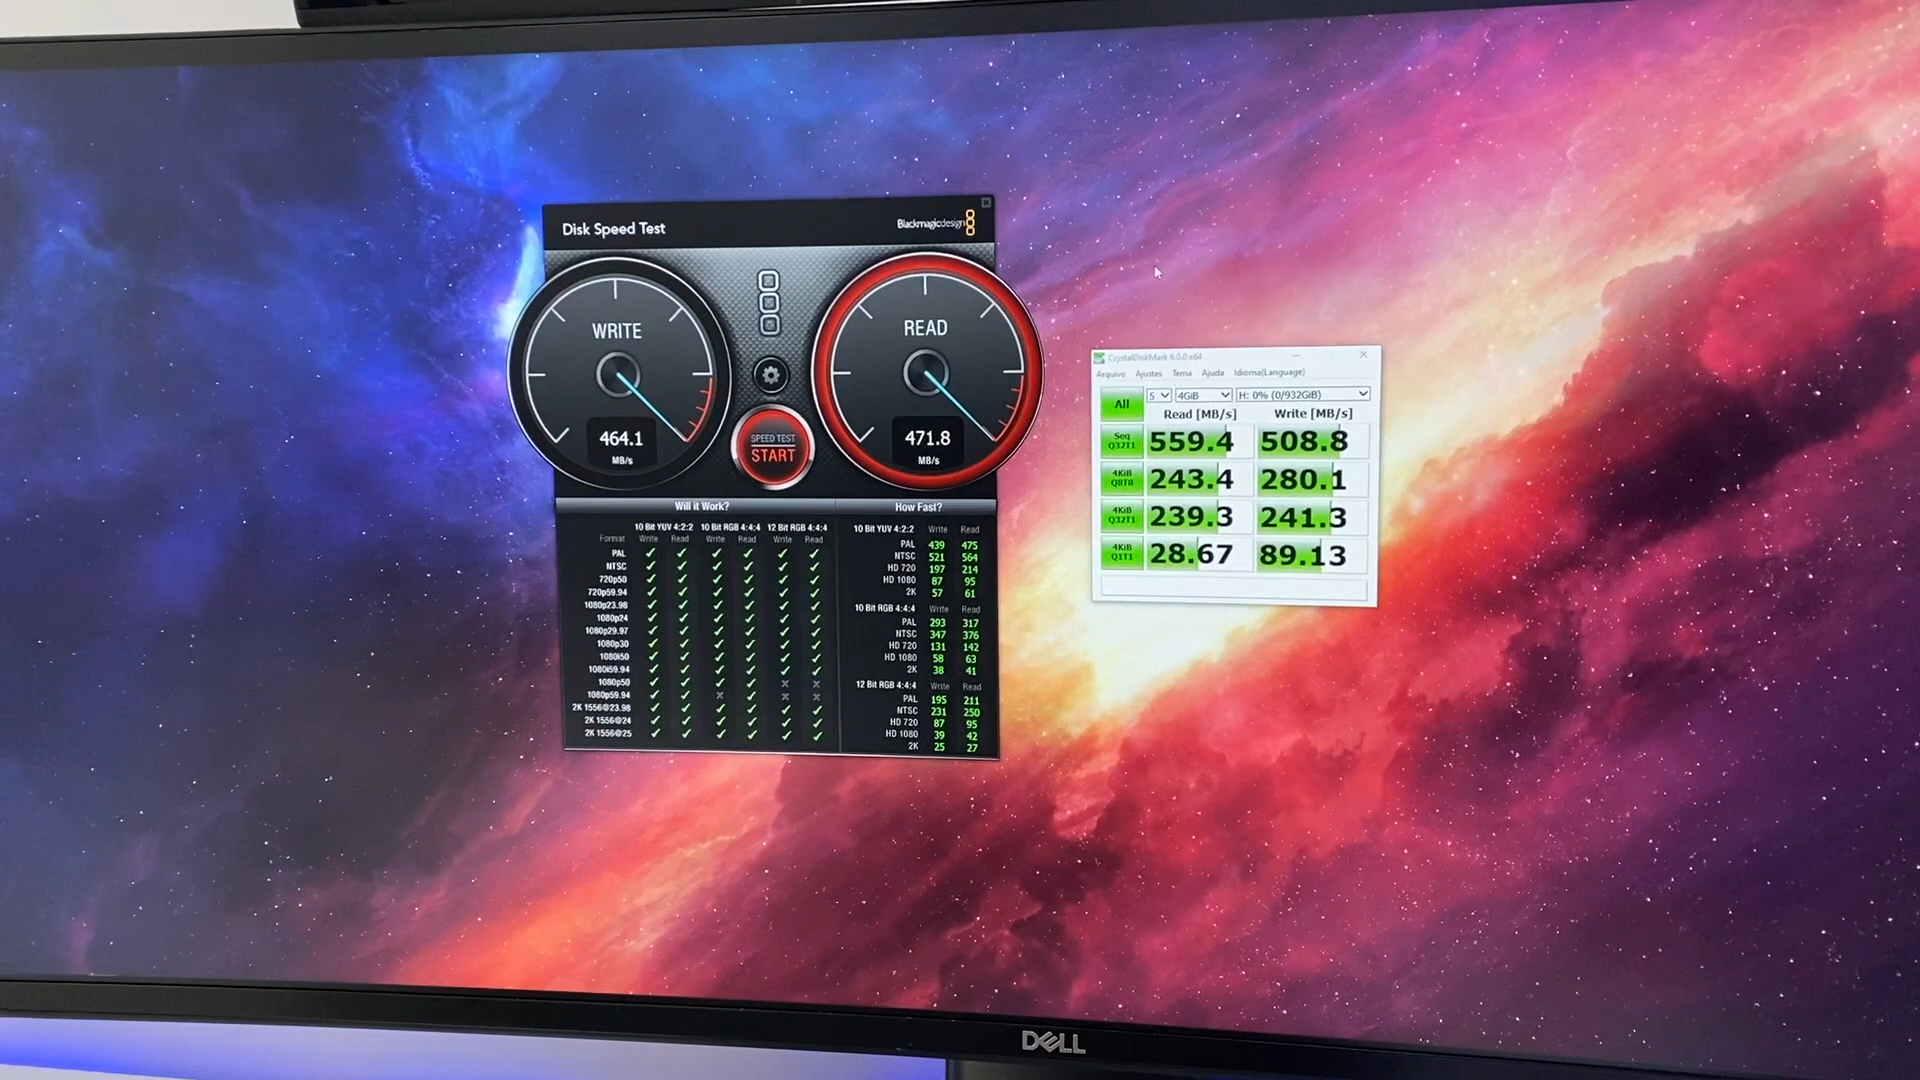 Disk Speed Test
Blackmagicdesign
WRITE
464.1
MB/s
READ
471.8
MB/s
SPEED TEST
START
Will it Work?
10 Bit YUV 4:2:2 10 Bit RGB 4:4:4 12 Bit RGB 4:4:4
Format Write Read Write Read Write Read
PAL ✓ ✓ ✓ ✓ ✓ ✓
NTSC ✓ ✓ ✓ ✓ ✓ ✓
720p50 ✓ ✓ ✓ ✓ ✓ ✓
720p59.94 ✓ ✓ ✓ ✓ ✓ ✓
1080p23.98 ✓ ✓ ✓ ✓ ✓ ✓
1080p24 ✓ ✓ ✓ ✓ ✓ ✓
1080p29.97 ✓ ✓ ✓ ✓ ✓ ✓
1080p30 ✓ ✓ ✓ ✓ ✓ ✓
1080i50 ✓ ✓ ✓ ✓ ✓ ✓
1080i59.94 ✓ ✓ ✓ ✓ ✓ ✓
1080p50 ✓ ✓ ✓ ✓ x x
1080p59.94 ✓ ✓ x ✓ x x
2K 1556@23.98 ✓ ✓ ✓ ✓ ✓ ✓
2K 1556@24 ✓ ✓ ✓ ✓ ✓ ✓
2K 1556@25 ✓ ✓ ✓ ✓ ✓ ✓
How Fast?
10 Bit YUV 4:2:2 Write Read
PAL 439 475
NTSC 521 564
HD 720 197 214
HD 1080 87 95
2K 57 61
10 Bit RGB 4:4:4 Write Read
PAL 293 317
NTSC 347 376
HD 720 131 142
HD 1080 58 63
2K 38 41
12 Bit RGB 4:4:4 Write Read
PAL 195 211
NTSC 231 250
HD 720 87 95
HD 1080 39 42
2K 25 27
CrystalDiskMark 6.0.0 x64
Arquivo Ajustes Tema Ajuda Idioma(Language)
All 5 4GiB H: 0% (0/932GiB)
Read [MB/s] Write [MB/s]
Seq Q32T1 559.4 508.8
4KiB Q8T8 243.4 280.1
4KiB Q32T1 239.3 241.3
4KiB Q1T1 28.67 89.13
DELL